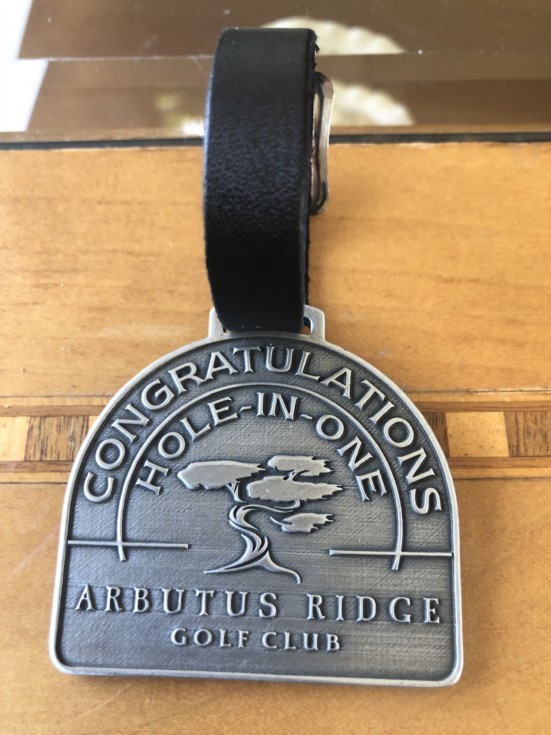 CONGRATULATIONS
HOLE-IN-ONE
ARBUTUS RIDGE
GOLF CLUB